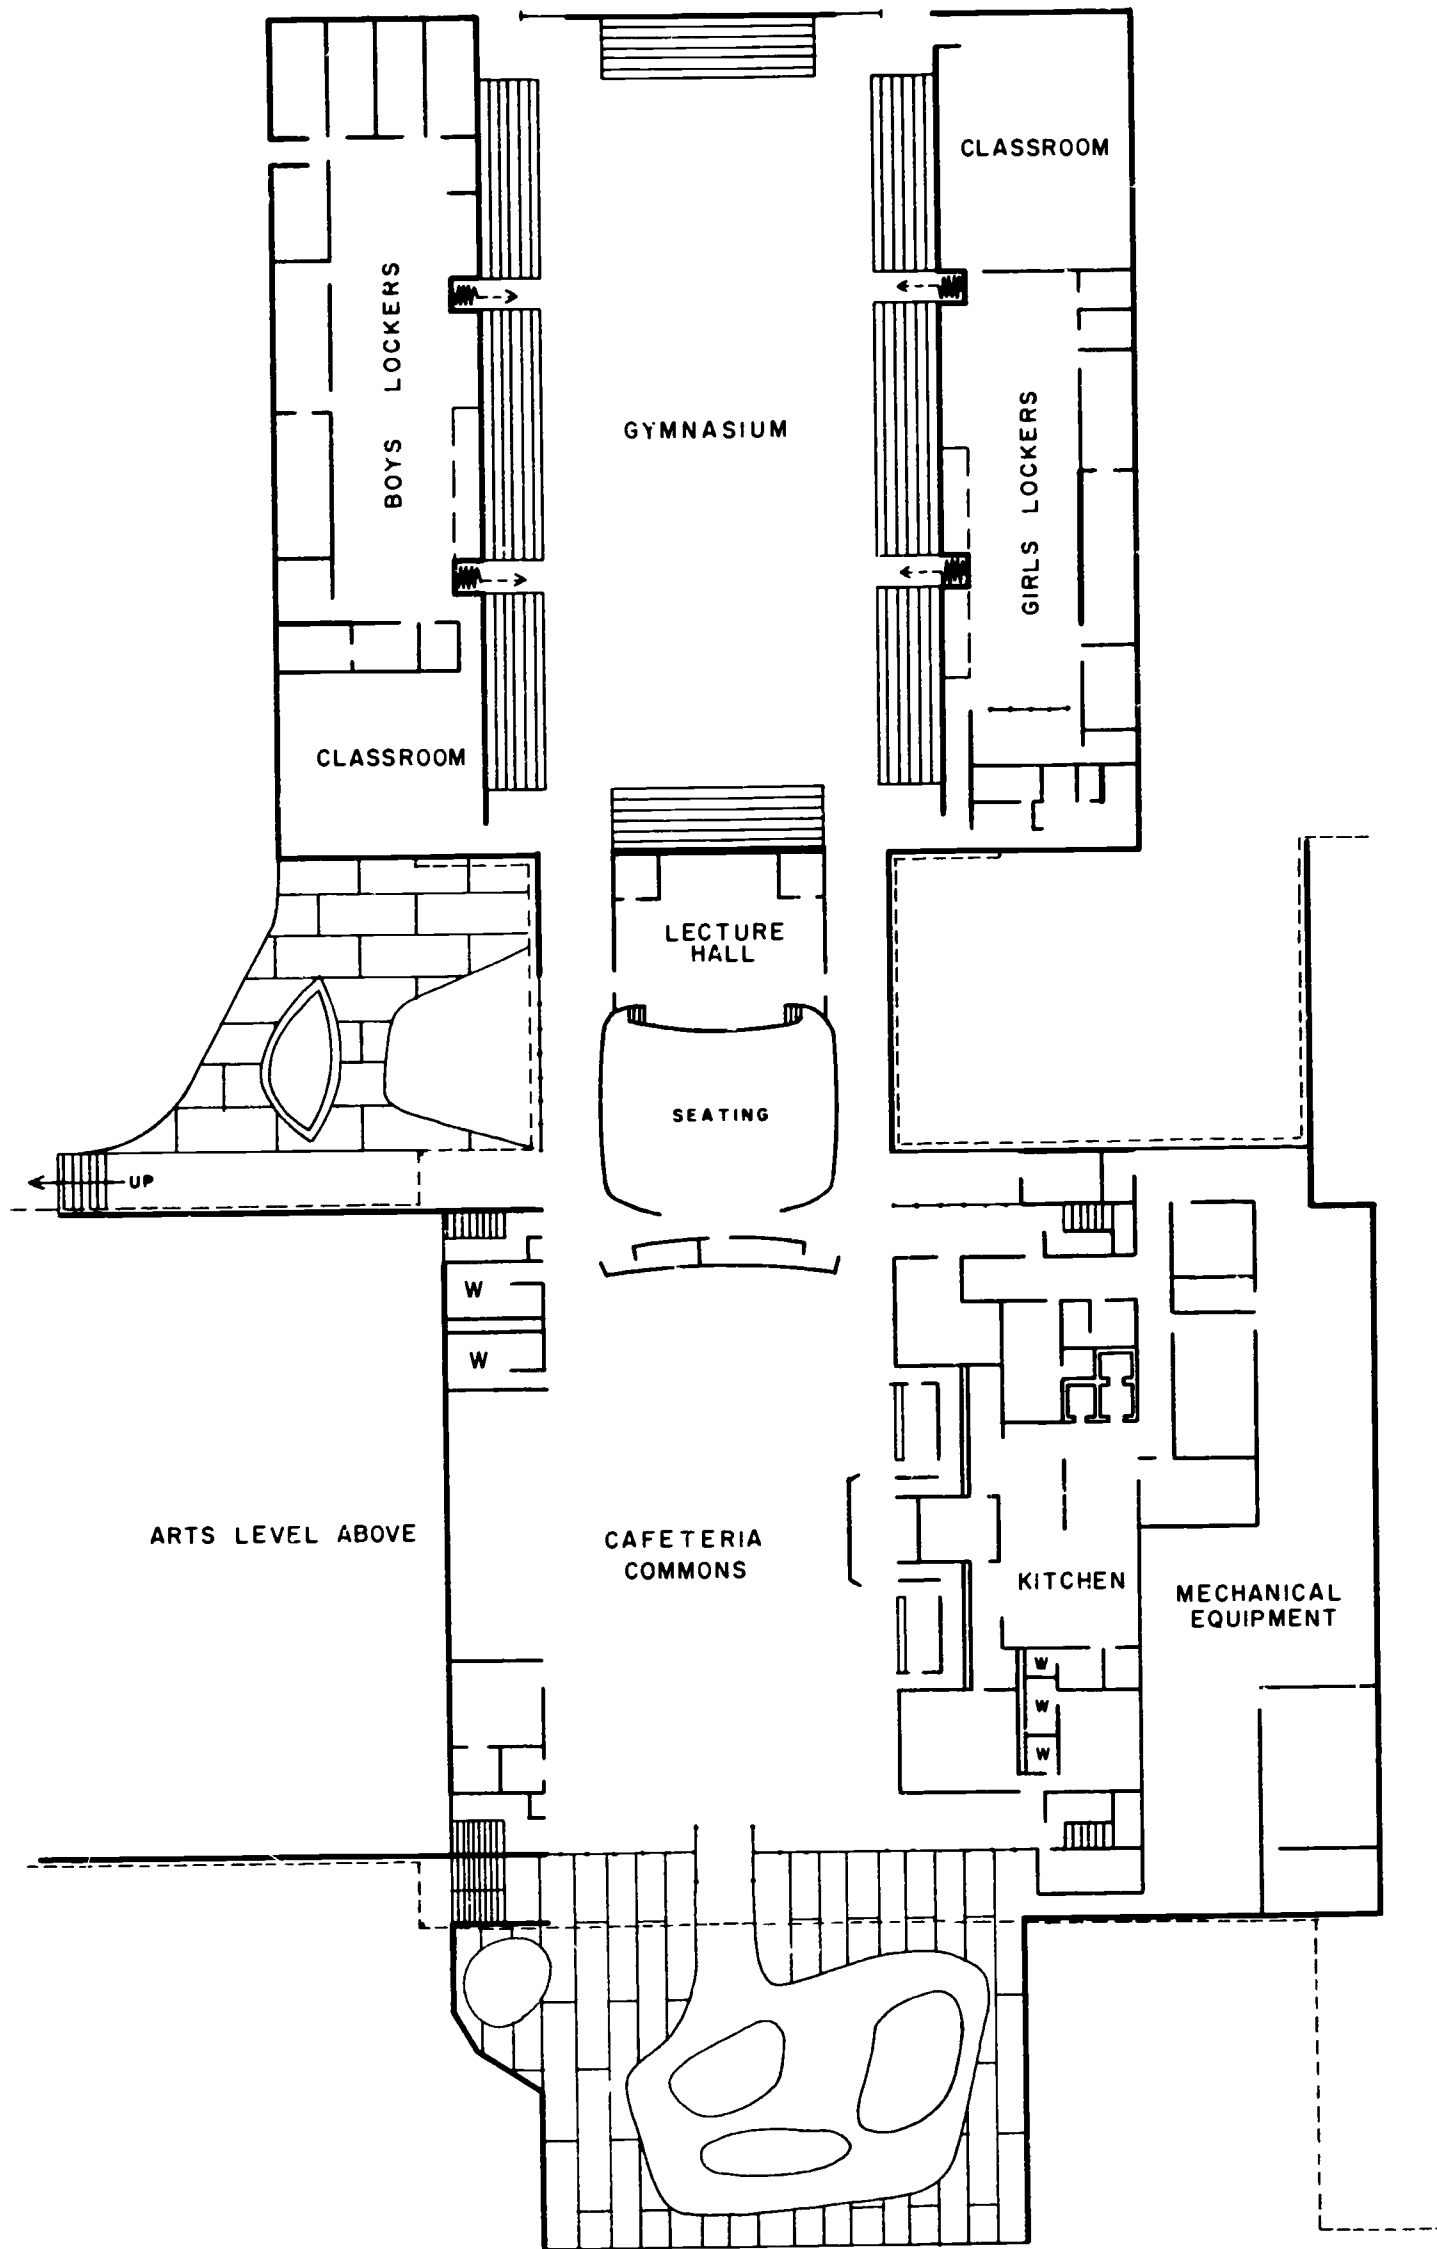 CLASSROOM
BOYS LOCKERS
GYMNASIUM
GIRLS LOCKERS
CLASSROOM
LECTURE
HALL
SEATING
UP
W
W
ARTS LEVEL ABOVE
CAFETERIA
COMMONS
KITCHEN
MECHANICAL
EQUIPMENT
W
W
W